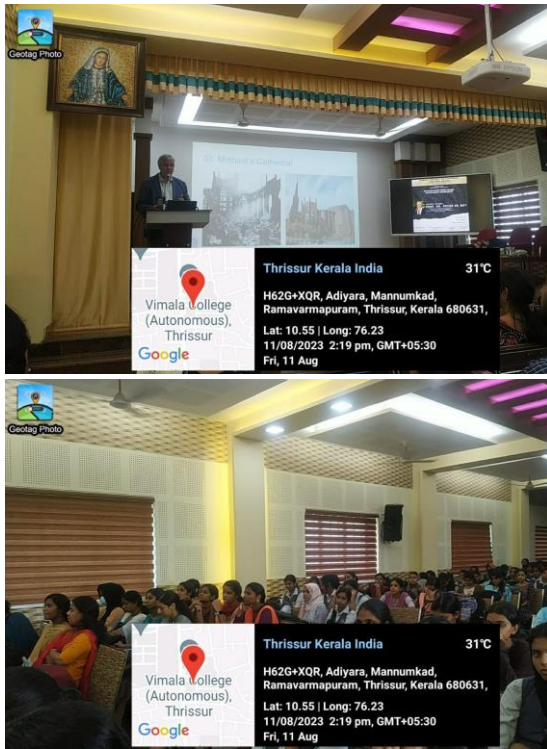 Geotag Photo
St. Michael's Cathedral
Vimala College
(Autonomous),
Thrissur
Google
Thrissur Kerala India
31°C
H62G+XQR, Adiyara, Mannumkad,
Ramavarmapuram, Thrissur, Kerala 680631,
Lat: 10.55 | Long: 76.23
11/08/2023 2:19 pm, GMT+05:30
Fri, 11 Aug
Geotag Photo
Vimala College
(Autonomous),
Thrissur
Google
Thrissur Kerala India
31°C
H62G+XQR, Adiyara, Mannumkad,
Ramavarmapuram, Thrissur, Kerala 680631,
Lat: 10.55 | Long: 76.23
11/08/2023 2:19 pm, GMT+05:30
Fri, 11 Aug